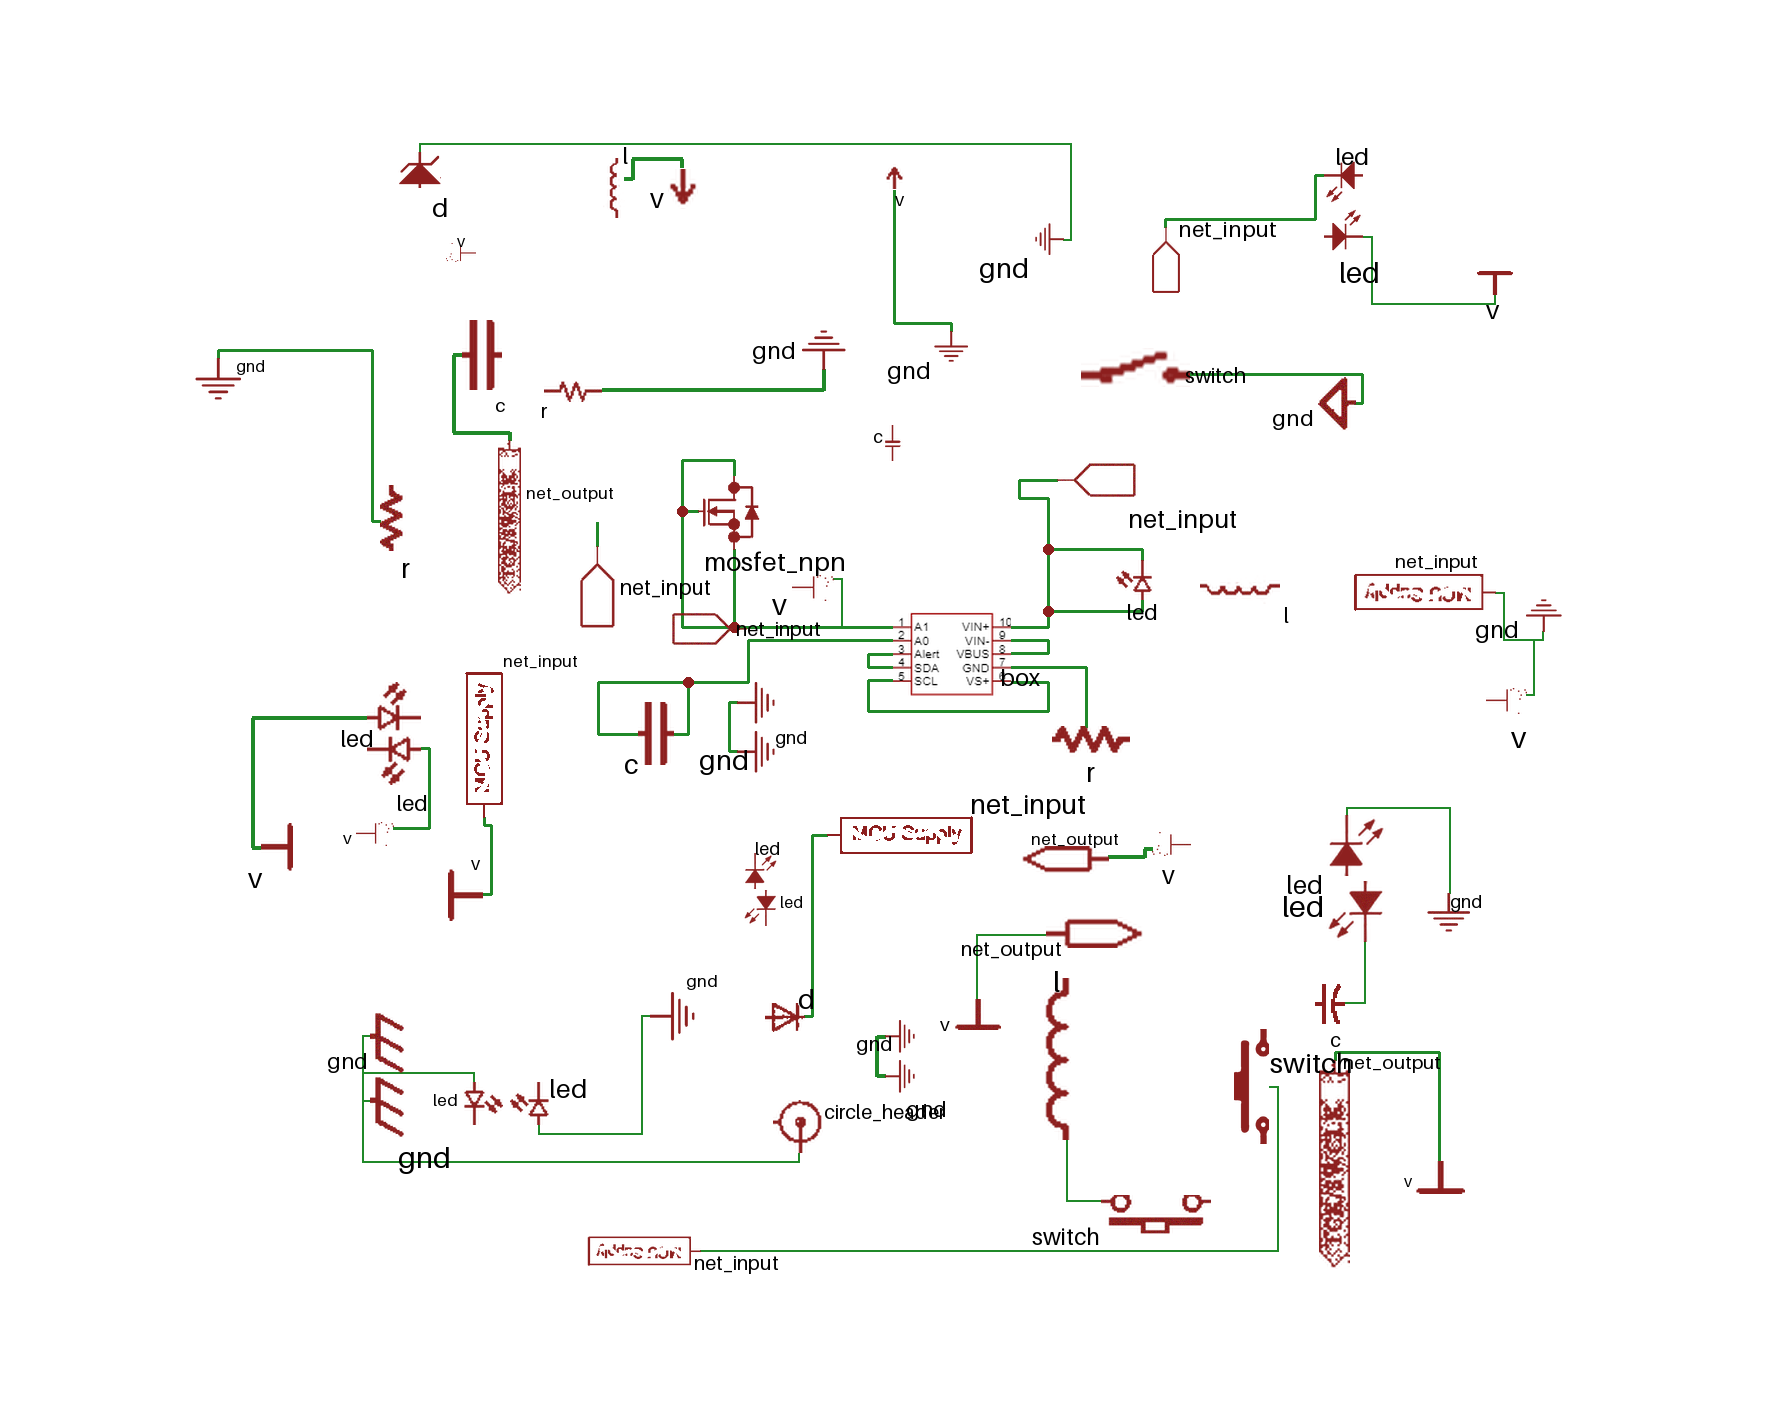 l
led
d
v
v
net_input
v
gnd
led
v
gnd
gnd
gnd
switch
c
r
gnd
c
net_output
net_input
mosfet_npn
net_input
r
net_input
v
led
l
net_input
gnd
1 A1 VIN+ 10
2 A0 VIN- 9
3 Alert VBUS 8
4 SDA GND 7
5 SCL VS+
box
net_input
MCU Supply
led
gnd
gnd
c
v
r
led
net_input
v
MCU Supply
net_output
led
v
v
v
led
led
led
gnd
net_output
gnd
l
d
v
gnd
c
gnd
switch
net_output
led
led
gnd
circle_header
gnd
v
switch
net_input